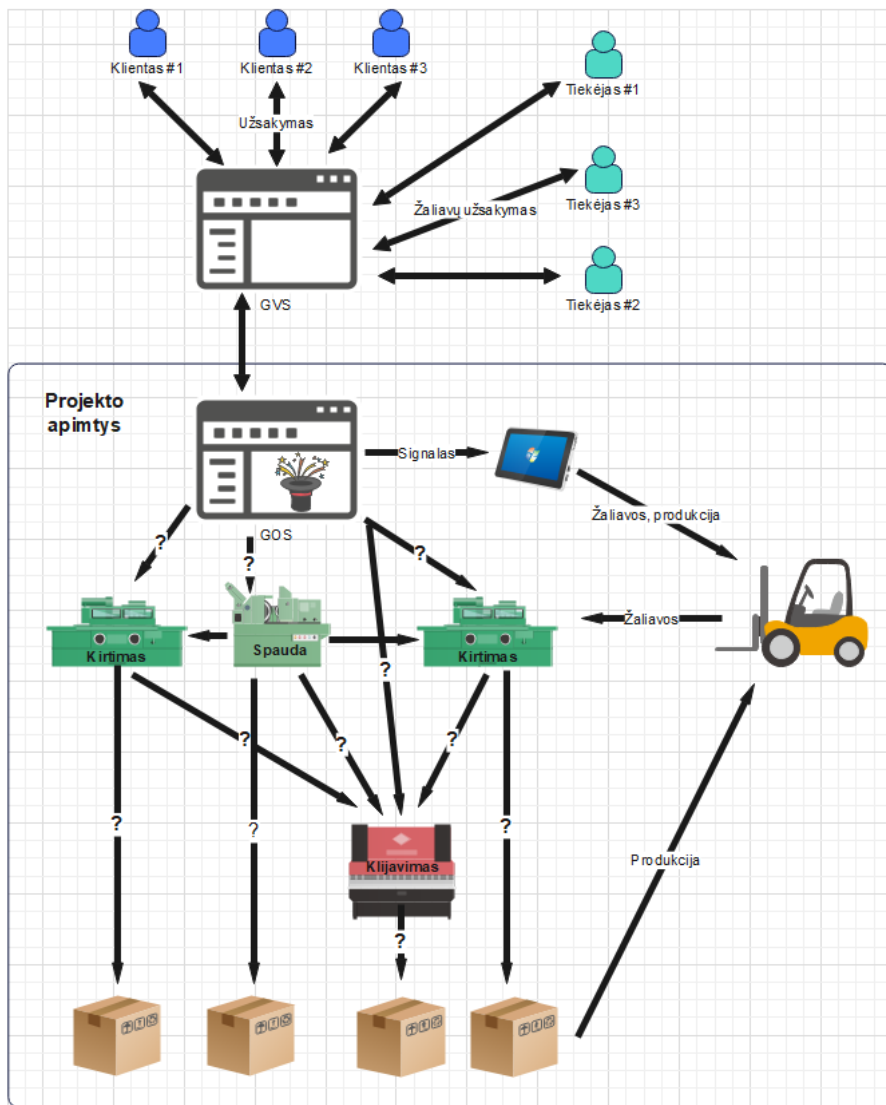 Klientas #1
Klientas #2
Klientas #3
Tiekėjas #1
Užsakymas
Tiekėjas #3
Žaliavų užsakymas
Tiekėjas #2
GVS
Projekto
apimtys
Signalas
Žaliavos, produkcija
GOS
?
?
?
Žaliavos
Kirtimas
Spauda
Kirtimas
?
?
?
?
?
?
?
Produkcija
Klijavimas
?